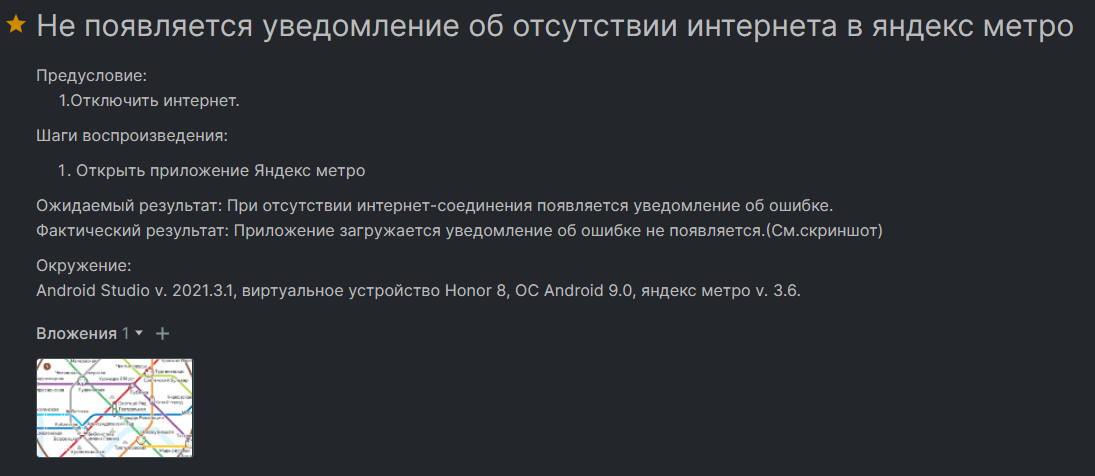 Не появляется уведомление об отсутствии интернета в яндекс метро
Предусловие:
1.Отключить интернет.
Шаги воспроизведения:
1. Открыть приложение Яндекс метро
Ожидаемый результат: При отсутствии интернет-соединения появляется уведомление об ошибке.
Фактический результат: Приложение загружается уведомление об ошибке не появляется.(См.скриншот)
Окружение:
Android Studio v. 2021.3.1, виртуальное устройство Honor 8, ОС Android 9.0, яндекс метро v. 3.6.
Вложения 1